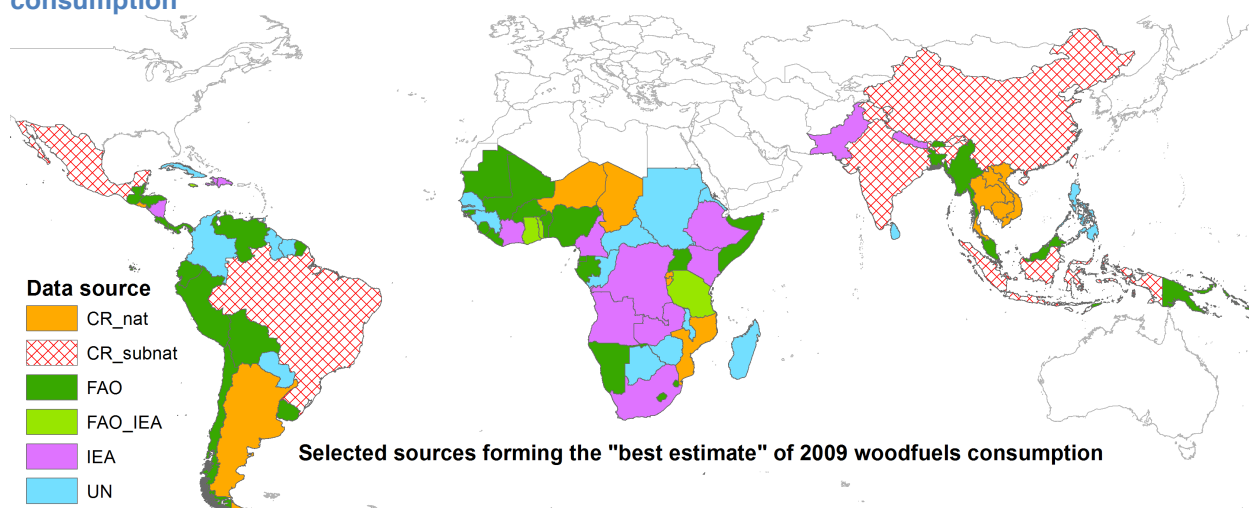 consumption
Data source
CR_nat
CR_subnat
FAO
FAO_IEA
IEA
UN
Selected sources forming the "best estimate" of 2009 woodfuels consumption